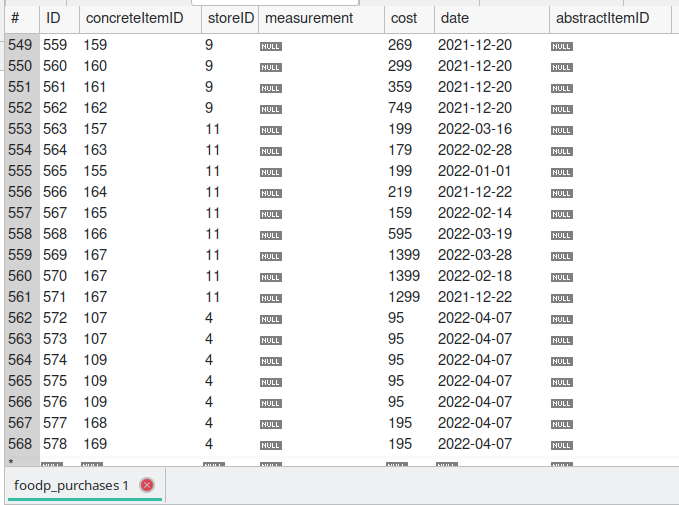 # ID concreteItemID storeID measurement cost date abstractItemID
549 559 159 9 NULL 269 2021-12-20 NULL
550 560 160 9 NULL 299 2021-12-20 NULL
551 561 161 9 NULL 359 2021-12-20 NULL
552 562 162 9 NULL 749 2021-12-20 NULL
553 563 157 11 NULL 199 2022-03-16 NULL
554 564 163 11 NULL 179 2022-02-28 NULL
555 565 155 11 NULL 199 2022-01-01 NULL
556 566 164 11 NULL 219 2021-12-22 NULL
557 567 165 11 NULL 159 2022-02-14 NULL
558 568 166 11 NULL 595 2022-03-19 NULL
559 569 167 11 NULL 1399 2022-03-28 NULL
560 570 167 11 NULL 1399 2022-02-18 NULL
561 571 167 11 NULL 1299 2021-12-22 NULL
562 572 107 4 NULL 95 2022-04-07 NULL
563 573 107 4 NULL 95 2022-04-07 NULL
564 574 109 4 NULL 95 2022-04-07 NULL
565 575 109 4 NULL 95 2022-04-07 NULL
566 576 109 4 NULL 95 2022-04-07 NULL
567 577 168 4 NULL 195 2022-04-07 NULL
568 578 169 4 NULL 195 2022-04-07 NULL
* NULL NULL NULL NULL NULL NULL NULL
foodp_purchases 1